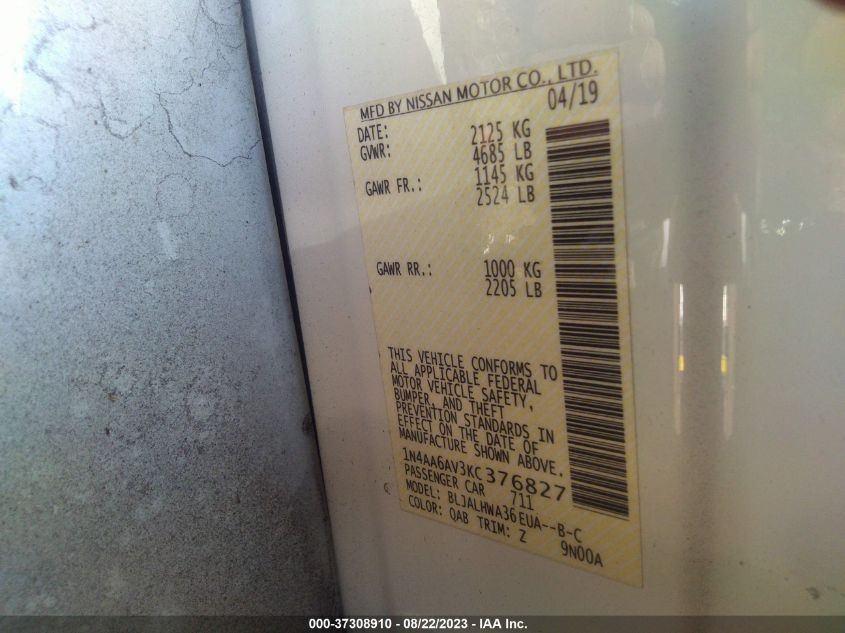 MFD BY NISSAN MOTOR CO., LTD.
DATE: 04/19
GVWR: 2125 KG
4685 LB
GAWR FR.: 1145 KG
2524 LB
GAWR RR.: 1000 KG
2205 LB
THIS VEHICLE CONFORMS TO
ALL APPLICABLE FEDERAL
MOTOR VEHICLE SAFETY,
BUMPER, AND THEFT
PREVENTION STANDARDS IN
EFFECT ON THE DATE OF
MANUFACTURE SHOWN ABOVE.
1N4AA6AV3KC376827
PASSENGER CAR 711
MODEL: BLJALHWA36EUA--B-C
COLOR: QAB TRIM: Z 9N00A
000-37308910 - 08/22/2023 - IAA Inc.